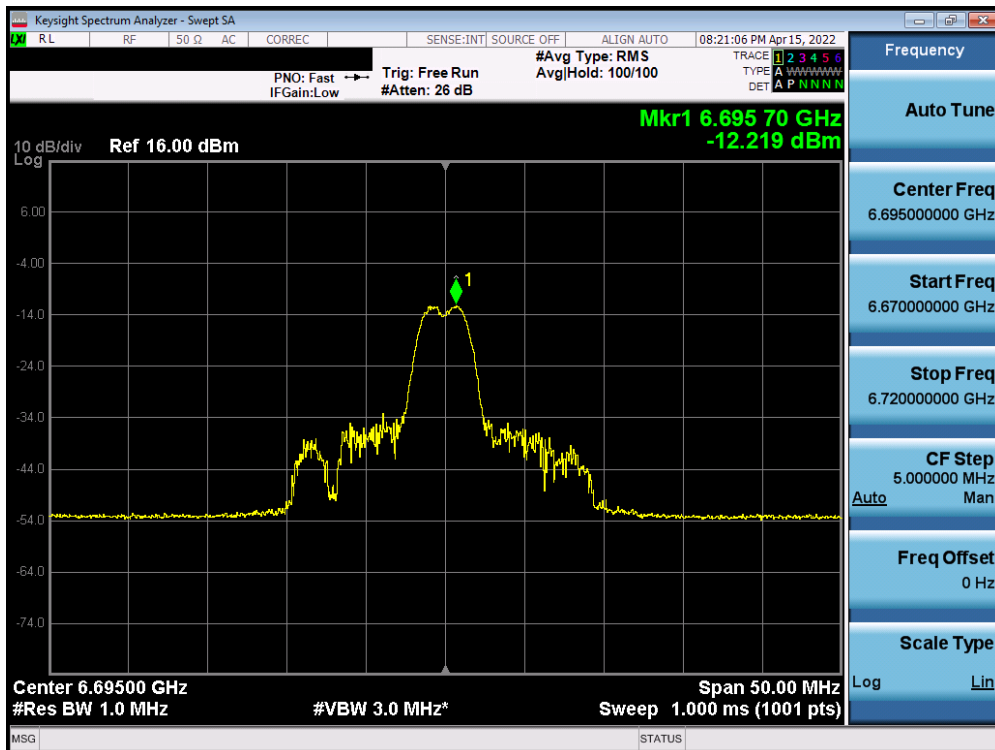 Keysight Spectrum Analyzer - Swept SA
LXI RL RF 50 Ω AC CORREC SENSE:INT SOURCE OFF ALIGN AUTO 08:21:06 PM Apr 15, 2022
PNO: Fast Trig: Free Run #Avg Type: RMS TRACE 1 2 3 4 5 6
IFGain:Low #Atten: 26 dB Avg|Hold: 100/100 TYPE A WWWWW
DET A P N N N N
Mkr1 6.695 70 GHz
-12.219 dBm
10 dB/div Ref 16.00 dBm
Log
1
6.00
-4.00
-14.0
-24.0
-34.0
-44.0
-54.0
-64.0
-74.0
Center 6.69500 GHz Span 50.00 MHz
#Res BW 1.0 MHz #VBW 3.0 MHz* Sweep 1.000 ms (1001 pts)
MSG STATUS
Frequency
Auto Tune
Center Freq
6.695000000 GHz
Start Freq
6.670000000 GHz
Stop Freq
6.720000000 GHz
CF Step
5.000000 MHz
Auto Man
Freq Offset
0 Hz
Scale Type
Log Lin